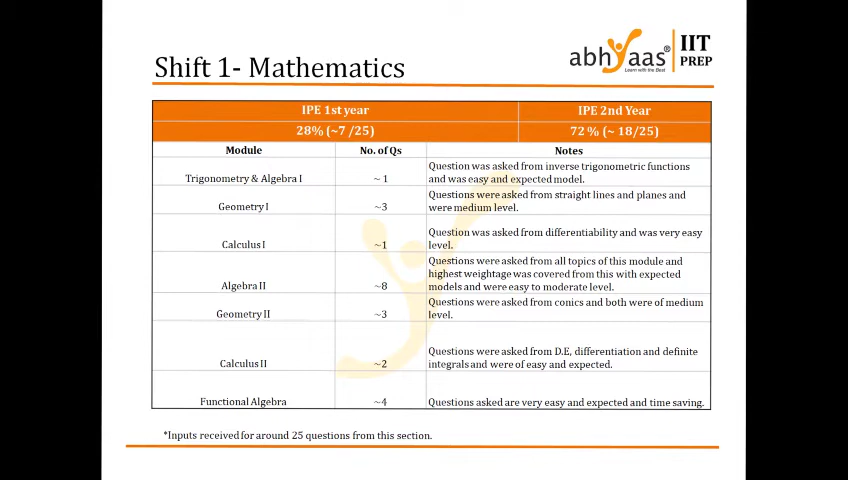 abhyaas®
Learn with the Best
IIT
PREP
Shift 1- Mathematics
IPE 1st year
IPE 2nd Year
28% (~7 /25)
72 % (~ 18/25)
Module
No. of Qs
Notes
Trigonometry & Algebra I
~ 1
Question was asked from inverse trigonometric functions
and was easy and expected model.
Geometry I
~3
Questions were asked from straight lines and planes and
were medium level.
Calculus I
~1
Question was asked from differentiability and was very easy
level.
Algebra II
~8
Questions were asked from all topics of this module and
highest weightage was covered from this with expected
models and were easy to moderate level.
Geometry II
~3
Questions were asked from conics and both were of medium
level.
Calculus II
~2
Questions were asked from D.E, differentiation and definite
integrals and were of easy and expected.
Functional Algebra
~4
Questions asked are very easy and expected and time saving.
*Inputs received for around 25 questions from this section.